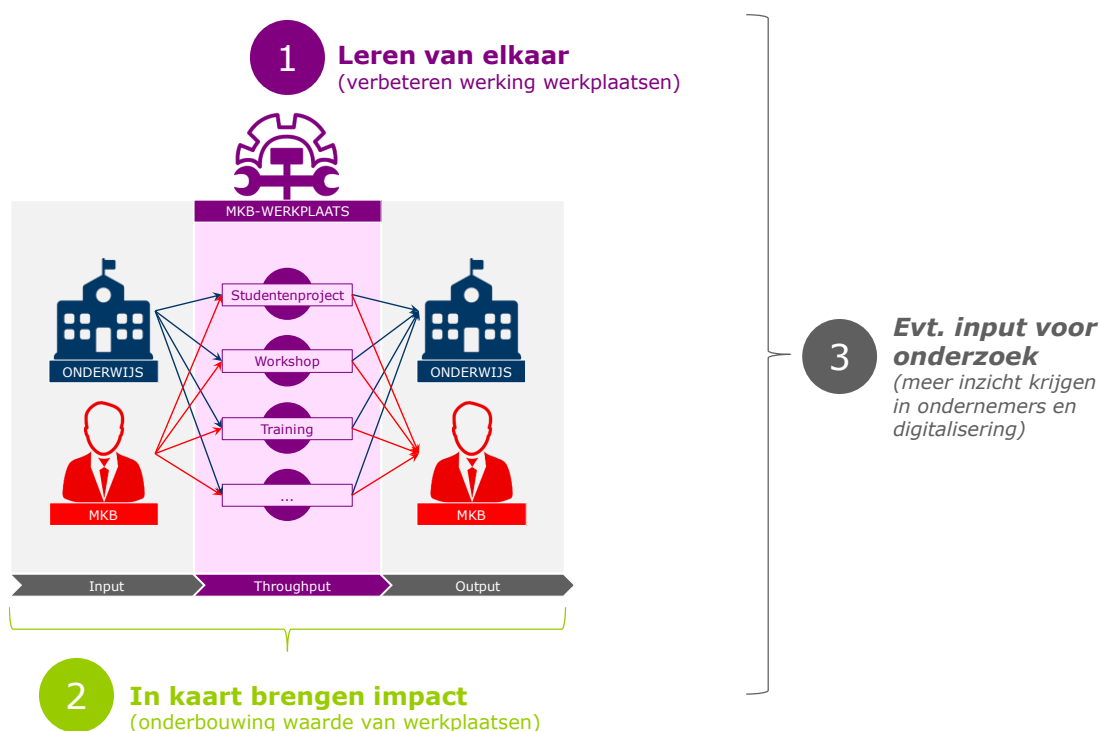 1
Leren van elkaar
(verbeteren werking werkplaatsen)
MKB-WERKPLAATS
Studentenproject
Workshop
Training
...
ONDERWIJS
MKB
ONDERWIJS
MKB
Input
Throughput
Output
2
In kaart brengen impact
(onderbouwing waarde van werkplaatsen)
3
Evt. input voor
onderzoek
(meer inzicht krijgen
in ondernemers en
digitalisering)